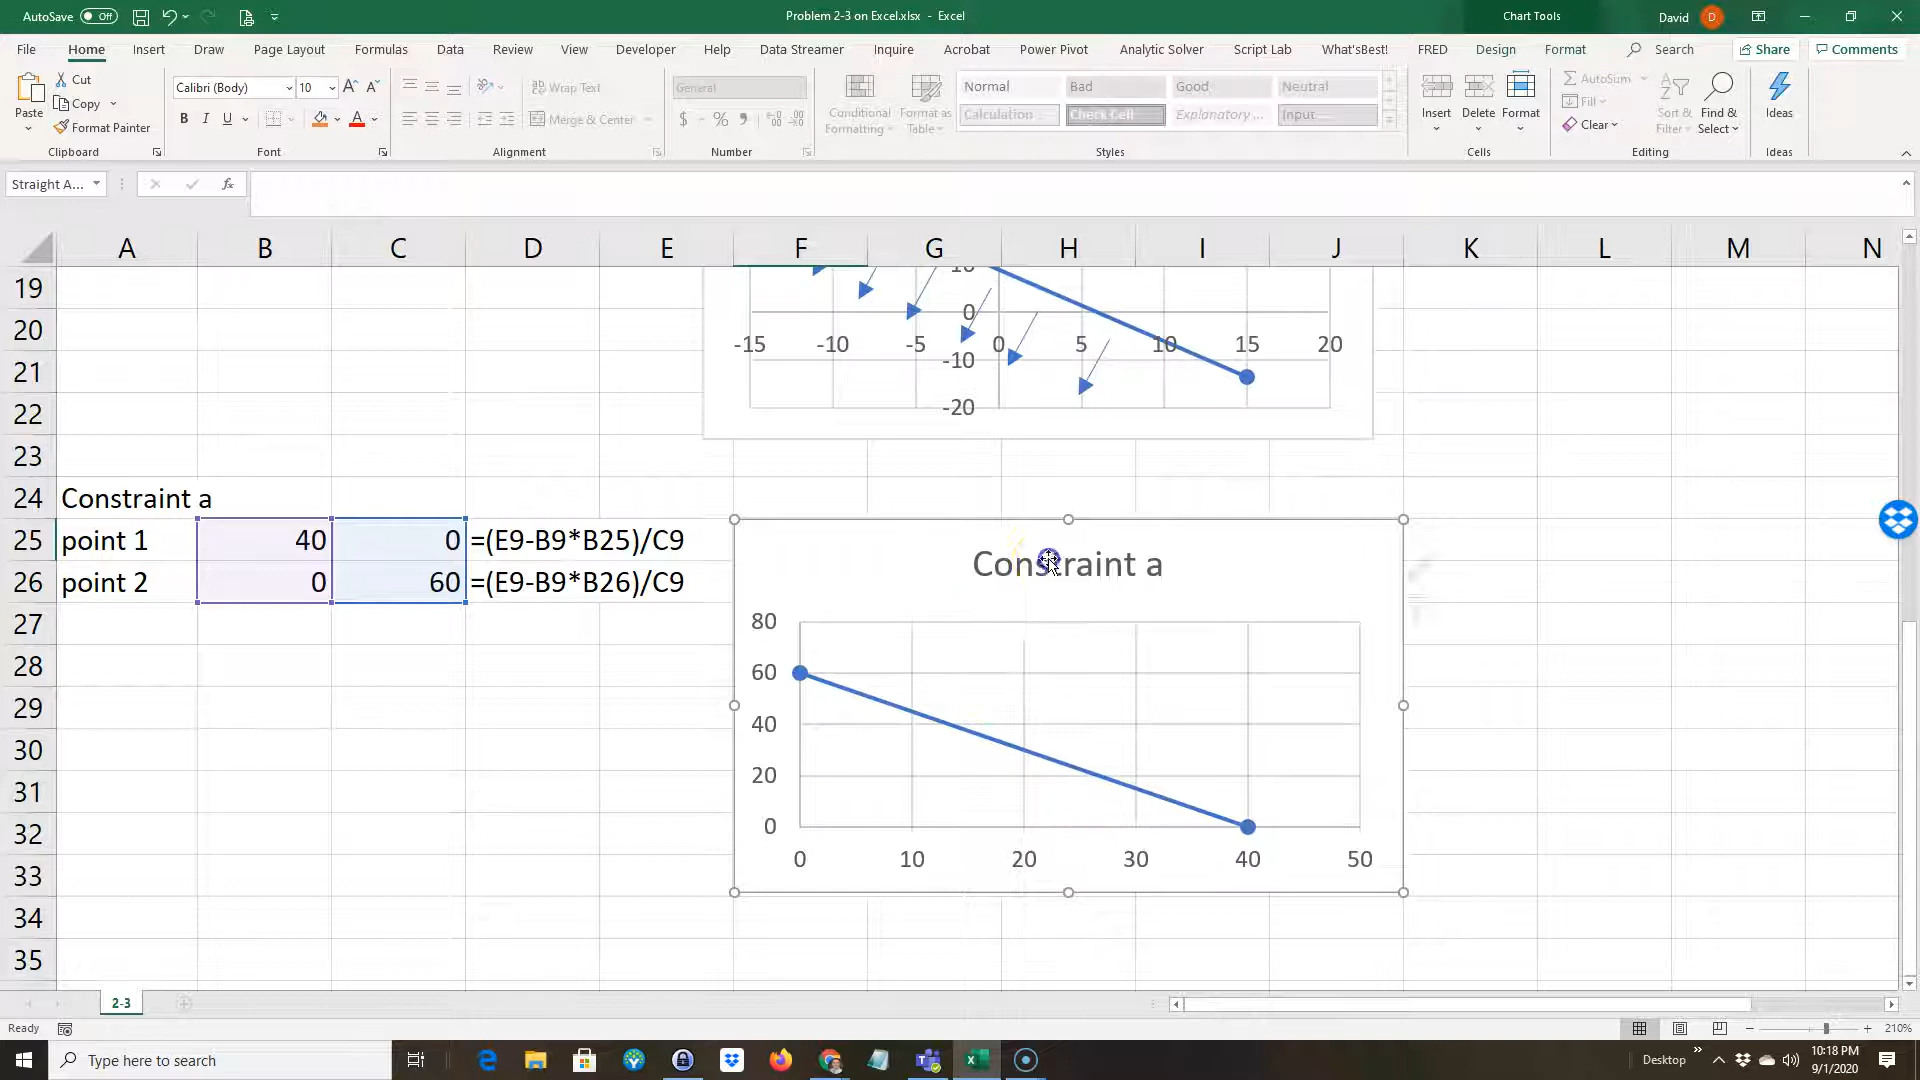 AutoSave Off Problem 2-3 on Excel.xlsx - Excel Chart Tools David D
File Home Insert Draw Page Layout Formulas Data Review View Developer Help Data Streamer Inquire Acrobat Power Pivot Analytic Solver Script Lab What'sBest! FRED Design Format Search Share Comments
Paste
Cut
Copy
Format Painter
Clipboard
Calibri (Body) 10
B I U
Font
Wrap Text
Merge & Center
Alignment
General
$ % 9
Number
Conditional Formatting
Format as Table
Normal Bad Good Neutral
Calculation Check Cell Explanatory ... Input
Styles
Insert Delete Format
Cells
AutoSum
Fill
Clear
Sort & Filter
Find & Select
Editing
Ideas
Ideas
Straight A... fx
A B C D E F G H I J K L M N
19
20
21
22
23
10
0
-15 -10 -5 0 5 10 15 20
-10
-20
24 Constraint a
25 point 1 40 0 =(E9-B9*B25)/C9
26 point 2 0 60 =(E9-B9*B26)/C9
27
28
29
30
31
32
33
34
35
Constraint a
80
60
40
20
0
0 10 20 30 40 50
2-3
Ready 210%
Type here to search
Desktop
10:18 PM
9/1/2020